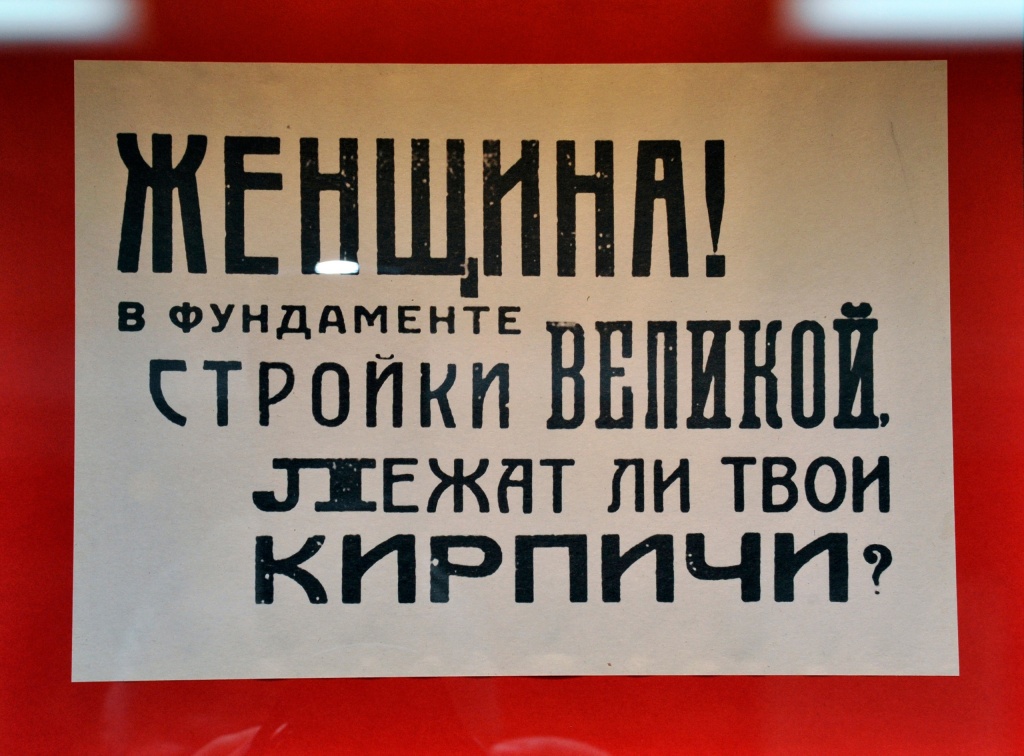 ЖЕНЩИНА!
В ФУНДАМЕНТЕ
СТРОЙКИ ВЕЛИКОЙ,
ЛЕЖАТ ЛИ ТВОИ
КИРПИЧИ?